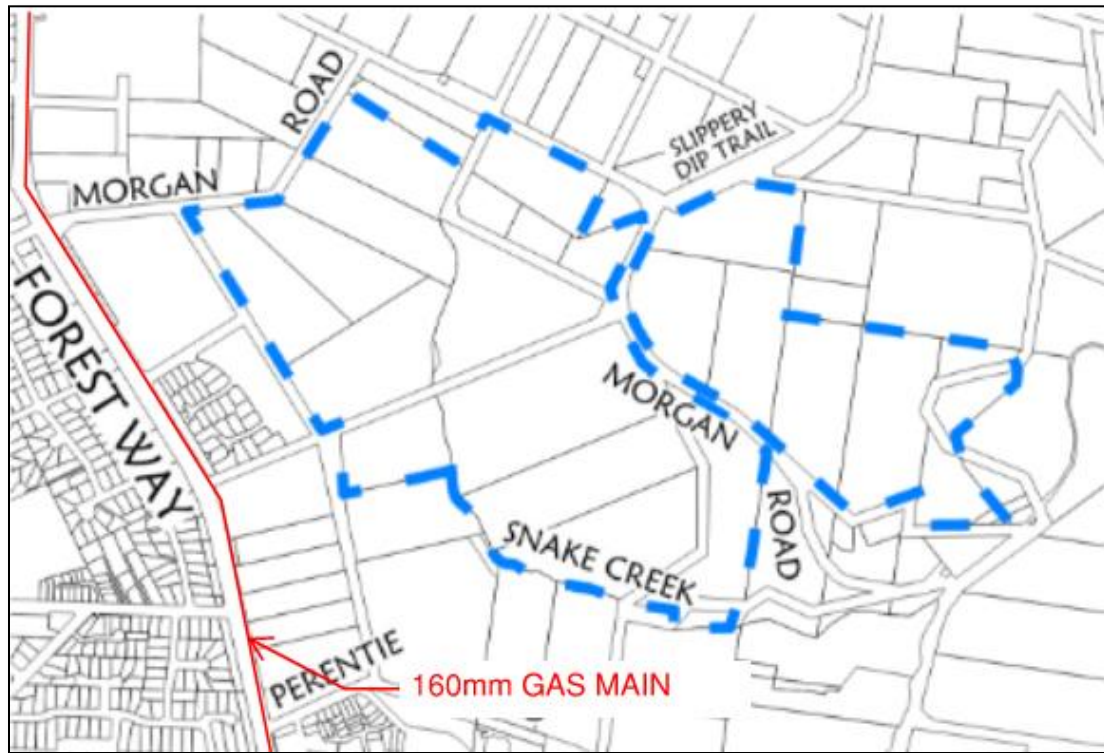 ROAD
SLIPPERY
DIP TRAIL
MORGAN
FOREST WAY
MORGAN
ROAD
SNAKE CREEK
PERENTIE
160mm GAS MAIN